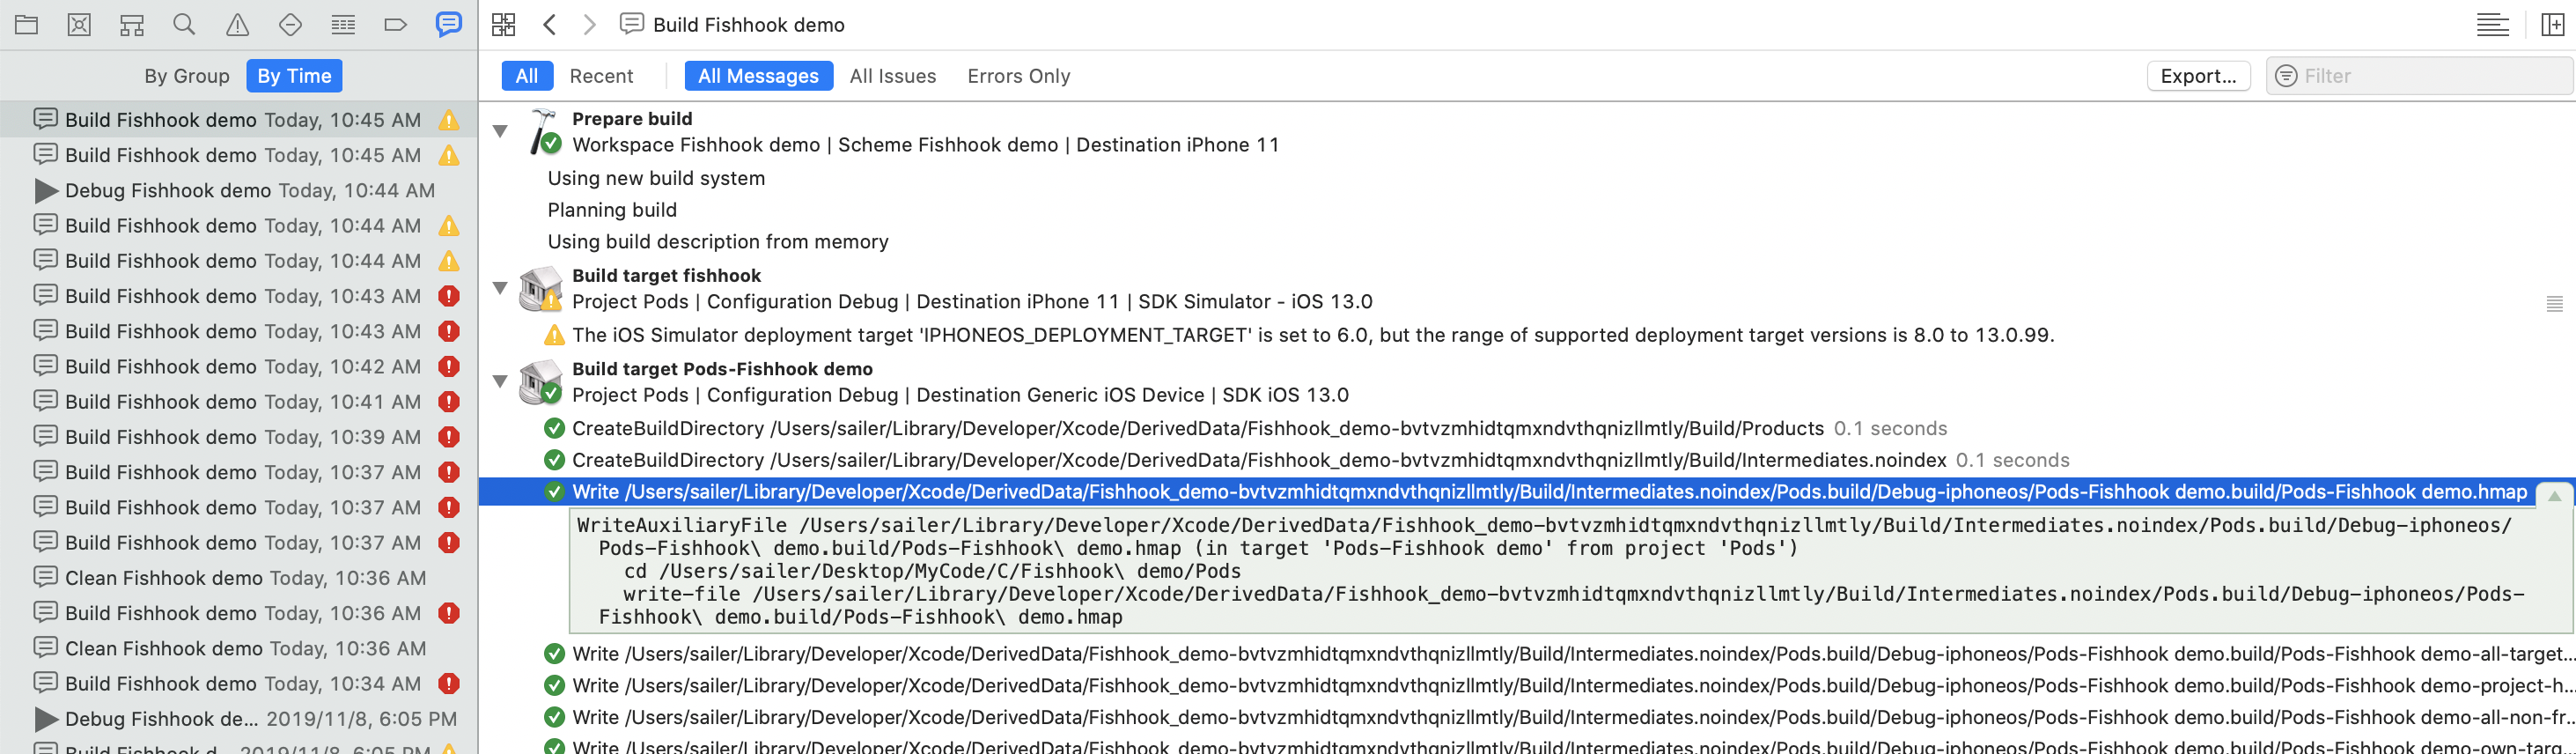 Build Fishhook demo
By Group By Time
All Recent All Messages All Issues Errors Only Export... Filter
Build Fishhook demo Today, 10:45 AM
Build Fishhook demo Today, 10:45 AM
Debug Fishhook demo Today, 10:44 AM
Build Fishhook demo Today, 10:44 AM
Build Fishhook demo Today, 10:44 AM
Build Fishhook demo Today, 10:43 AM
Build Fishhook demo Today, 10:43 AM
Build Fishhook demo Today, 10:42 AM
Build Fishhook demo Today, 10:41 AM
Build Fishhook demo Today, 10:39 AM
Build Fishhook demo Today, 10:37 AM
Build Fishhook demo Today, 10:37 AM
Build Fishhook demo Today, 10:37 AM
Clean Fishhook demo Today, 10:36 AM
Build Fishhook demo Today, 10:36 AM
Clean Fishhook demo Today, 10:36 AM
Build Fishhook demo Today, 10:34 AM
Debug Fishhook de... 2019/11/8, 6:05 PM
Build Fishhook d... 2019/11/8, 6:05 PM
Prepare build
Workspace Fishhook demo | Scheme Fishhook demo | Destination iPhone 11
Using new build system
Planning build
Using build description from memory
Build target fishhook
Project Pods | Configuration Debug | Destination iPhone 11 | SDK Simulator - iOS 13.0
The iOS Simulator deployment target 'IPHONEOS_DEPLOYMENT_TARGET' is set to 6.0, but the range of supported deployment target versions is 8.0 to 13.0.99.
Build target Pods-Fishhook demo
Project Pods | Configuration Debug | Destination Generic iOS Device | SDK iOS 13.0
CreateBuildDirectory /Users/sailer/Library/Developer/Xcode/DerivedData/Fishhook_demo-bvtvzmhidtqmxndvthqnizllmtly/Build/Products 0.1 seconds
CreateBuildDirectory /Users/sailer/Library/Developer/Xcode/DerivedData/Fishhook_demo-bvtvzmhidtqmxndvthqnizllmtly/Build/Intermediates.noindex 0.1 seconds
Write /Users/sailer/Library/Developer/Xcode/DerivedData/Fishhook_demo-bvtvzmhidtqmxndvthqnizllmtly/Build/Intermediates.noindex/Pods.build/Debug-iphoneos/Pods-Fishhook demo.build/Pods-Fishhook demo.hmap
WriteAuxiliaryFile /Users/sailer/Library/Developer/Xcode/DerivedData/Fishhook_demo-bvtvzmhidtqmxndvthqnizllmtly/Build/Intermediates.noindex/Pods.build/Debug-iphoneos/
Pods-Fishhook\ demo.build/Pods-Fishhook\ demo.hmap (in target 'Pods-Fishhook demo' from project 'Pods')
cd /Users/sailer/Desktop/MyCode/C/Fishhook\ demo/Pods
write-file /Users/sailer/Library/Developer/Xcode/DerivedData/Fishhook_demo-bvtvzmhidtqmxndvthqnizllmtly/Build/Intermediates.noindex/Pods.build/Debug-iphoneos/Pods-
Fishhook\ demo.build/Pods-Fishhook\ demo.hmap
Write /Users/sailer/Library/Developer/Xcode/DerivedData/Fishhook_demo-bvtvzmhidtqmxndvthqnizllmtly/Build/Intermediates.noindex/Pods.build/Debug-iphoneos/Pods-Fishhook demo.build/Pods-Fishhook demo-all-target...
Write /Users/sailer/Library/Developer/Xcode/DerivedData/Fishhook_demo-bvtvzmhidtqmxndvthqnizllmtly/Build/Intermediates.noindex/Pods.build/Debug-iphoneos/Pods-Fishhook demo.build/Pods-Fishhook demo-project-h...
Write /Users/sailer/Library/Developer/Xcode/DerivedData/Fishhook_demo-bvtvzmhidtqmxndvthqnizllmtly/Build/Intermediates.noindex/Pods.build/Debug-iphoneos/Pods-Fishhook demo.build/Pods-Fishhook demo-all-non-fr...
Write /Users/sailer/Library/Developer/Xcode/DerivedData/Fishhook_demo-bvtvzmhidtqmxndvthqnizllmtly/Build/Intermediates.noindex/Pods.build/Debug-iphoneos/Pods-Fishhook demo.build/Pods-Fishhook demo-own-targ...